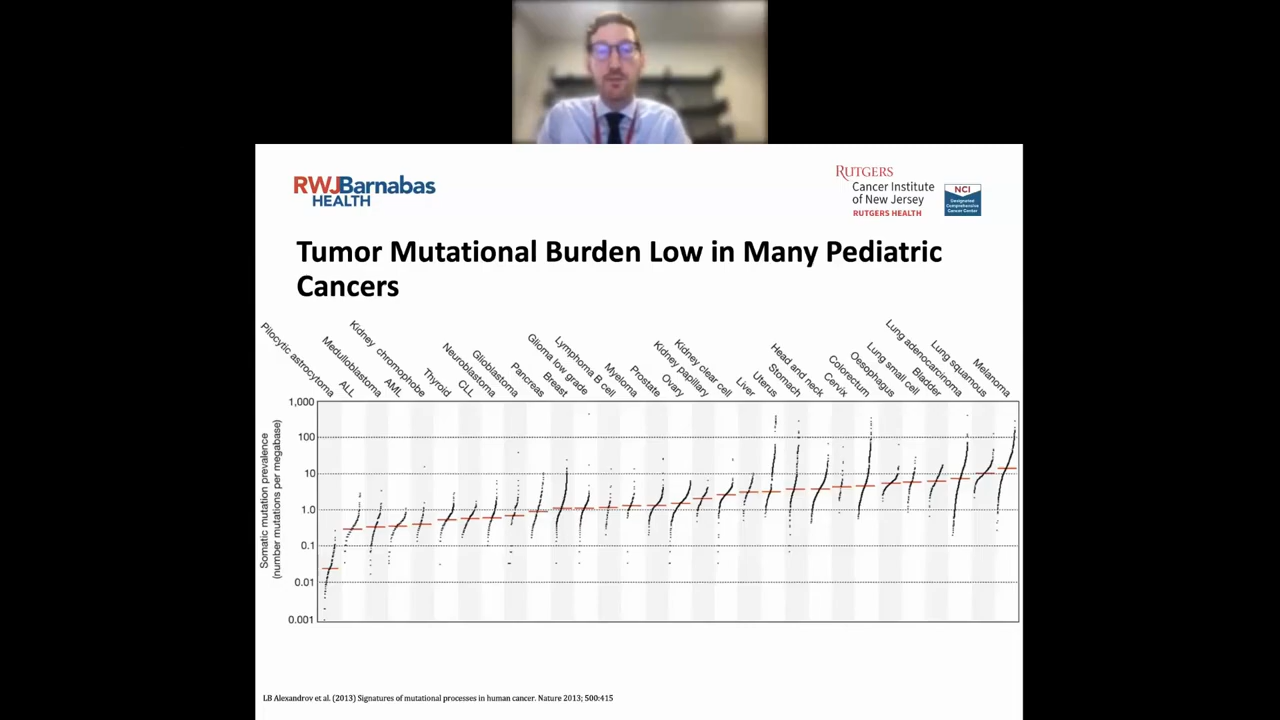 RWJBarnabas
HEALTH
RUTGERS
Cancer Institute
of New Jersey
RUTGERS HEALTH
NCI
Designated
Comprehensive
Cancer Center
Tumor Mutational Burden Low in Many Pediatric
Cancers
Pilocytic astrocytoma
ALL
Medulloblastoma
AML
Kidney chromophobe
Thyroid
CLL
Neuroblastoma
Glioblastoma
Pancreas
Breast
Glioma low grade
Lymphoma B cell
Myeloma
Prostate
Ovary
Kidney papillary
Kidney clear cell
Liver
Uterus
Stomach
Head and neck
Cervix
Colorectum
Oesophagus
Lung small cell
Bladder
Lung adenocarcinoma
Lung squamous
Melanoma
Somatic mutation prevalence
(number mutations per megabase)
1,000
100
10
1.0
0.1
0.01
0.001
LB Alexandrov et al. (2013) Signatures of mutational processes in human cancer. Nature 2013; 500:415